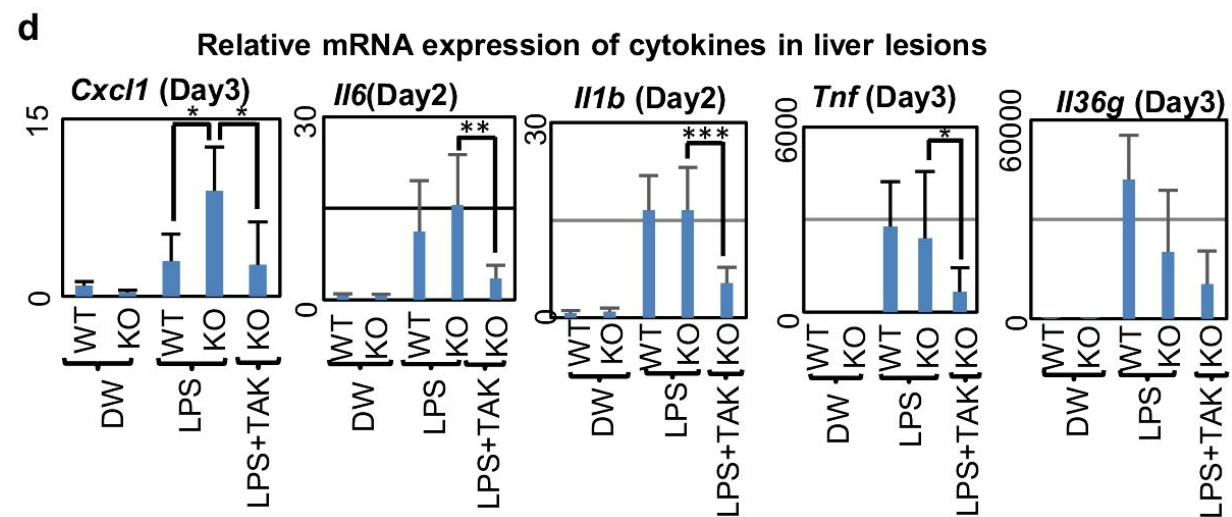 d
Relative mRNA expression of cytokines in liver lesions
Cxcl1 (Day3)
15
0
* *
WT KO WT KO KO
DW LPS LPS+TAK
Il6(Day2)
30
0
**
WT KO WT KO KO
DW LPS LPS+TAK
Il1b (Day2)
30
0
***
WT KO WT KO KO
DW LPS LPS+TAK
Tnf (Day3)
6000
0
*
WT KO WT KO KO
DW LPS LPS+TAK
Il36g (Day3)
60000
0
WT KO WT KO KO
DW LPS LPS+TAK